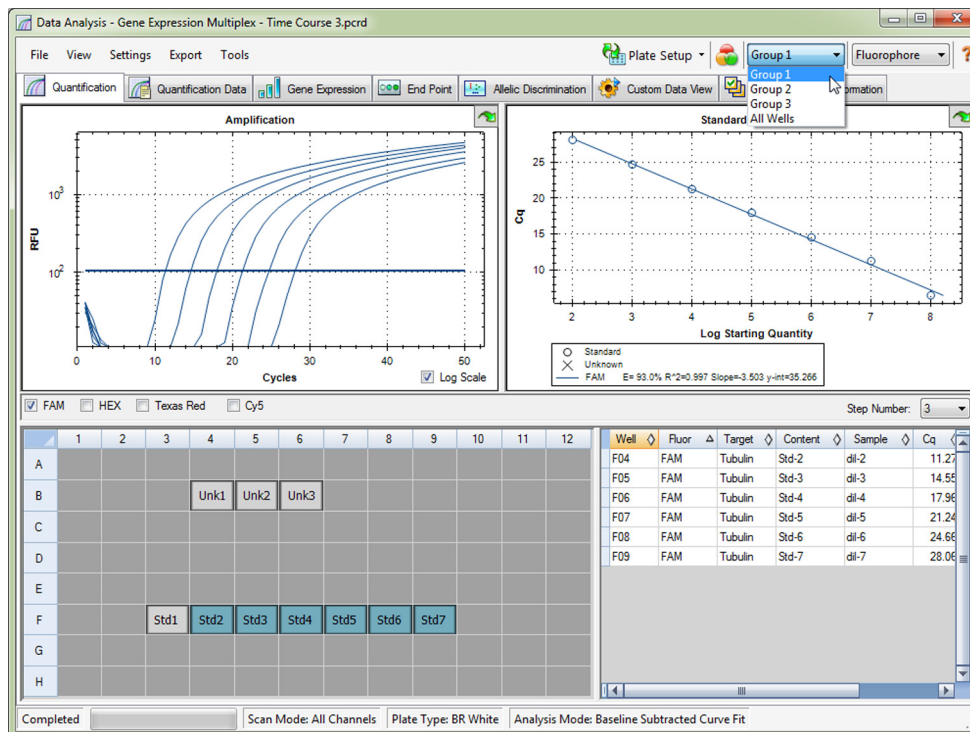 Data Analysis - Gene Expression Multiplex - Time Course 3.pcrd
File View Settings Export Tools Plate Setup Group 1 Fluorophore ?
Group 1
Group 2
Group 3
All Wells
Quantification Quantification Data Gene Expression End Point Allelic Discrimination Custom Data View ormation
Amplification
10³
10²
RFU
0 10 20 30 40 50
Cycles
Log Scale
Standard
25
20
15
10
Cq
2 3 4 5 6 7 8
Log Starting Quantity
Standard
Unknown
FAM E= 93.0% R^2=0.997 Slope=-3.503 y-int=35.266
FAM HEX Texas Red Cy5 Step Number: 3
1 2 3 4 5 6 7 8 9 10 11 12
A
B Unk1 Unk2 Unk3
C
D
E
F Std1 Std2 Std3 Std4 Std5 Std6 Std7
G
H
Well Fluor Target Content Sample Cq
F04 FAM Tubulin Std-2 dil-2 11.27
F05 FAM Tubulin Std-3 dil-3 14.55
F06 FAM Tubulin Std-4 dil-4 17.96
F07 FAM Tubulin Std-5 dil-5 21.24
F08 FAM Tubulin Std-6 dil-6 24.66
F09 FAM Tubulin Std-7 dil-7 28.06
Completed Scan Mode: All Channels Plate Type: BR White Analysis Mode: Baseline Subtracted Curve Fit